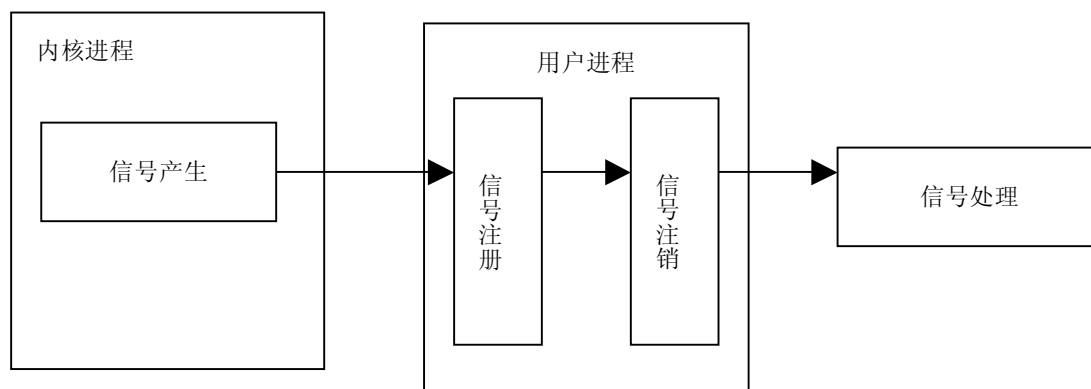 内核进程
用户进程
信号产生
信号注册
信号注销
信号处理